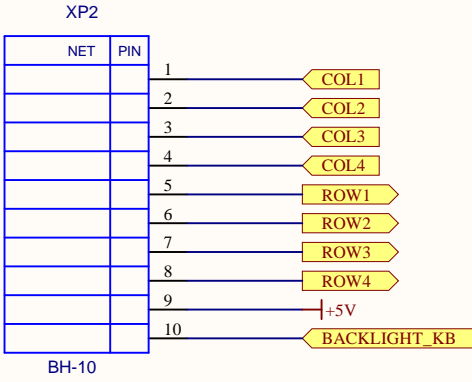 XP2
NET PIN
1 COL1
2 COL2
3 COL3
4 COL4
5 ROW1
6 ROW2
7 ROW3
8 ROW4
9 +5V
10 BACKLIGHT_KB
BH-10